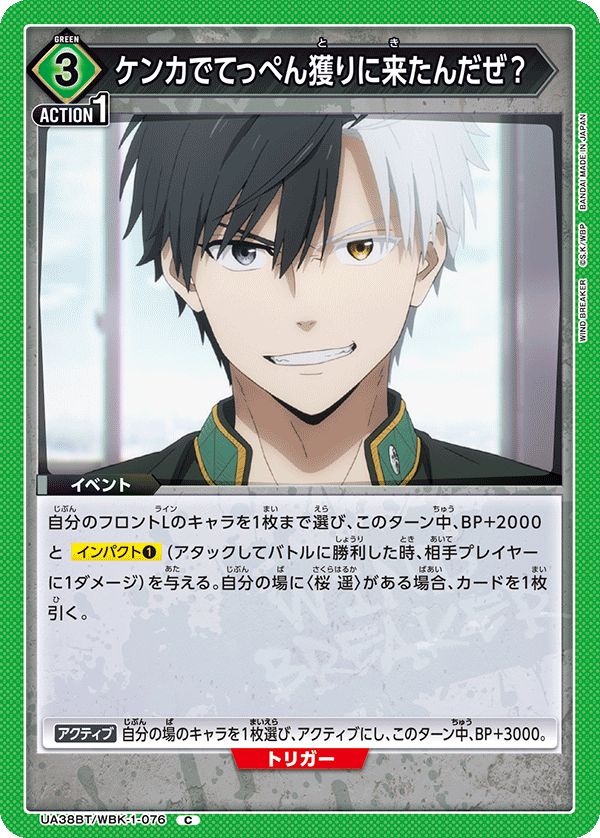 GREEN
3
ACTION 1
ケンカでてっぺん獲りに来たんだぜ？
WIND BREAKER ©S.K/WBP BANDAI MADE IN JAPAN
イベント
自分のフロントLのキャラを1枚まで選び、このターン中、BP+2000
と インパクト❶ (アタックしてバトルに勝利した時、相手プレイヤー
に1ダメージ)を与える。自分の場に〈桜 遥〉がある場合、カードを1枚
引く。
アクティブ 自分の場のキャラを1枚選び、アクティブにし、このターン中、BP+3000。
トリガー
UA38BT/WBK-1-076 C